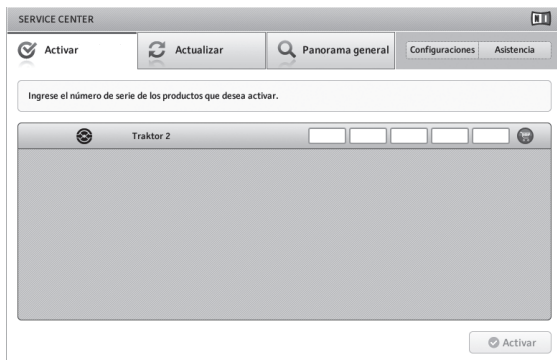 SERVICE CENTER
Activar
Actualizar
Panorama general
Configuraciones
Asistencia
Ingrese el número de serie de los productos que desea activar.
Traktor 2
Activar